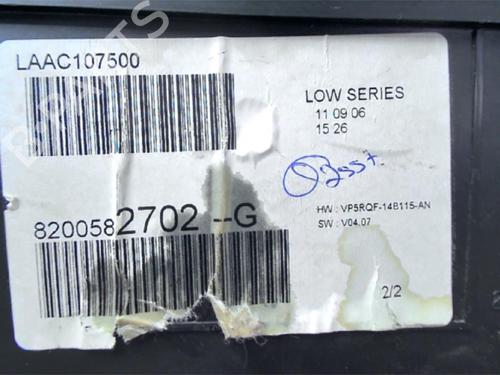 LAAC107500
LOW SERIES
11 09 06
15 26
8200582702 --G
HW : VP5RQF-14B115-AN
SW : V04.07
2/2